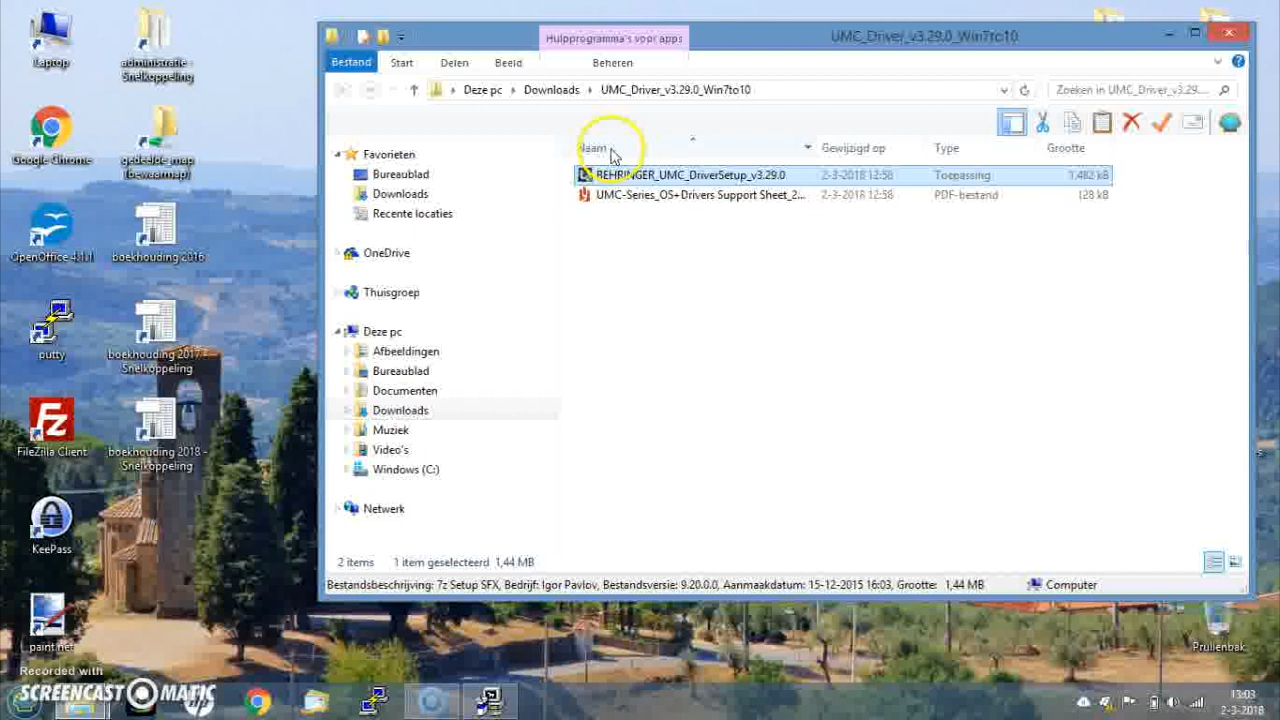 Laptop
administratie -
Snelkoppeling
Google Chrome
gedeelde_map
(bewaarmap)
OpenOffice 4.1.1
boekhouding 2016
putty
boekhouding 2017 -
Snelkoppeling
FileZilla Client
boekhouding 2018 -
Snelkoppeling
KeePass
paint.net
Recorded with
SCREENCAST MATIC
Hulpprogramma's voor apps
UMC_Driver_v3.29.0_Win7to10
Bestand Start Delen Beeld Beheren
Deze pc Downloads UMC_Driver_v3.29.0_Win7to10
Zoeken in UMC_Driver_v3.29....
Naam Gewijzigd op Type Grootte
BEHRINGER_UMC_DriverSetup_v3.29.0 2-3-2018 12:58 Toepassing 1.482 kB
UMC-Series_OS+Drivers Support Sheet_2... 2-3-2018 12:58 PDF-bestand 128 kB
Favorieten
Bureaublad
Downloads
Recente locaties
OneDrive
Thuisgroep
Deze pc
Afbeeldingen
Bureaublad
Documenten
Downloads
Muziek
Video's
Windows (C:)
Netwerk
2 items 1 item geselecteerd 1,44 MB
Bestandsbeschrijving: 7z Setup SFX, Bedrijf: Igor Pavlov, Bestandsversie: 9.20.0.0, Aanmaakdatum: 15-12-2015 16:03, Grootte: 1,44 MB
Computer
Prullenbak
13:03
2-3-2018